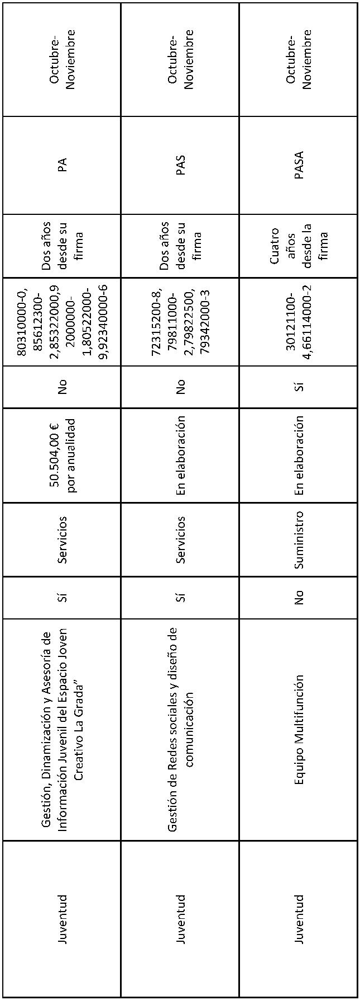 Juventud
Gestión, Dinamización y Asesoría de
Información Juvenil del Espacio Joven
Creativo La Grada”
Sí
Servicios
50.504,00 €
por anualidad
No
80310000-0,
85612300-
2,85322000,9
2000000-
1,80522000-
9,92340000-6
Dos años
desde su
firma
PA
Octubre-
Noviembre
Juventud
Gestión de Redes sociales y diseño de
comunicación
Sí
Servicios
En elaboración
No
72315200-8,
79811000-
2,79822500,
79342000-3
Dos años
desde su
firma
PAS
Octubre-
Noviembre
Juventud
Equipo Multifunción
No
Suministro
En elaboración
Sí
30121100-
4,66114000-2
Cuatro
años
desde la
firma
PASA
Octubre-
Noviembre